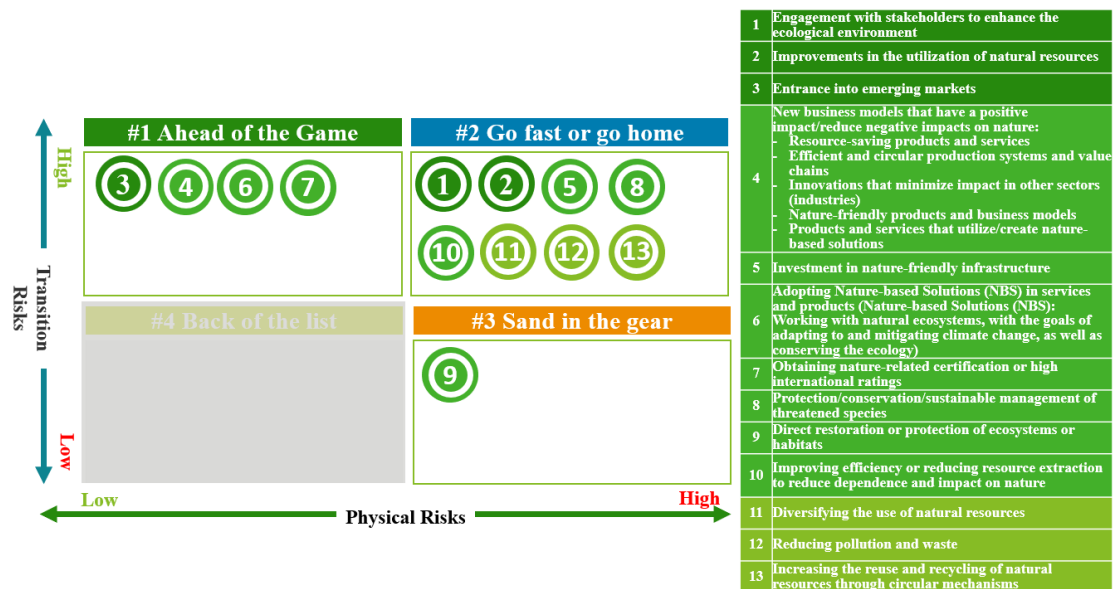 #1 Ahead of the Game
#2 Go fast or go home
High
3
4
6
7
1
2
5
8
10
11
12
13
Transition
Risks
#4 Back of the list
#3 Sand in the gear
9
Low
Low
High
Physical Risks
1 Engagement with stakeholders to enhance the
ecological environment
2 Improvements in the utilization of natural resources
3 Entrance into emerging markets
4 New business models that have a positive
impact/reduce negative impacts on nature:
- Resource-saving products and services
- Efficient and circular production systems and value
chains
- Innovations that minimize impact in other sectors
(industries)
- Nature-friendly products and business models
- Products and services that utilize/create nature-
based solutions
5 Investment in nature-friendly infrastructure
6 Adopting Nature-based Solutions (NBS) in services
and products (Nature-based Solutions (NBS):
Working with natural ecosystems, with the goals of
adapting to and mitigating climate change, as well as
conserving the ecology)
7 Obtaining nature-related certification or high
international ratings
8 Protection/conservation/sustainable management of
threatened species
9 Direct restoration or protection of ecosystems or
habitats
10 Improving efficiency or reducing resource extraction
to reduce dependence and impact on nature
11 Diversifying the use of natural resources
12 Reducing pollution and waste
13 Increasing the reuse and recycling of natural
resources through circular mechanisms